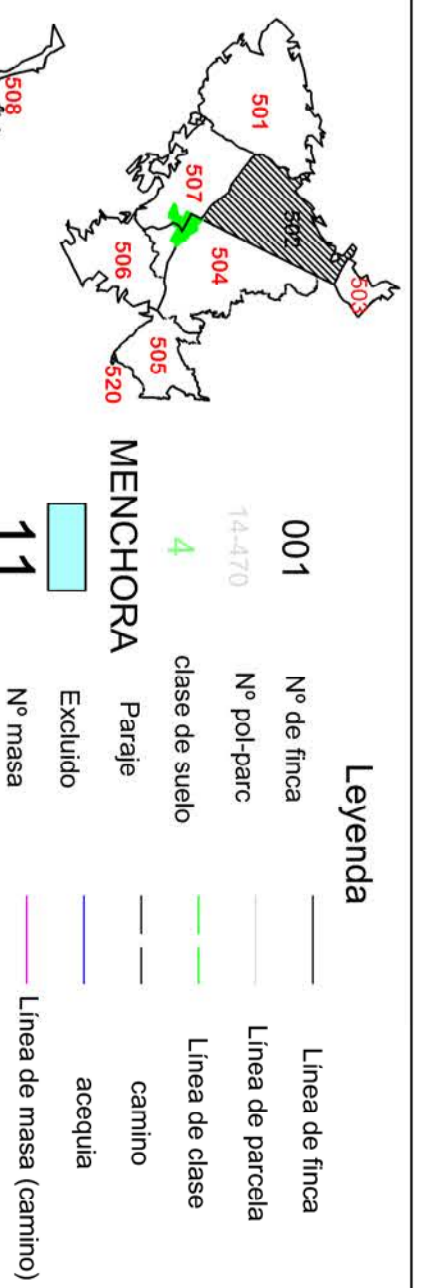 501
502
503
504
505
506
507
508
520
Leyenda
001 Nº de finca
14-470 Nº pol-parc
4 clase de suelo
MENCHORA Paraje
Excluido
11 Nº masa
Línea de finca
Línea de parcela
Línea de clase
camino
acequia
Línea de masa (camino)